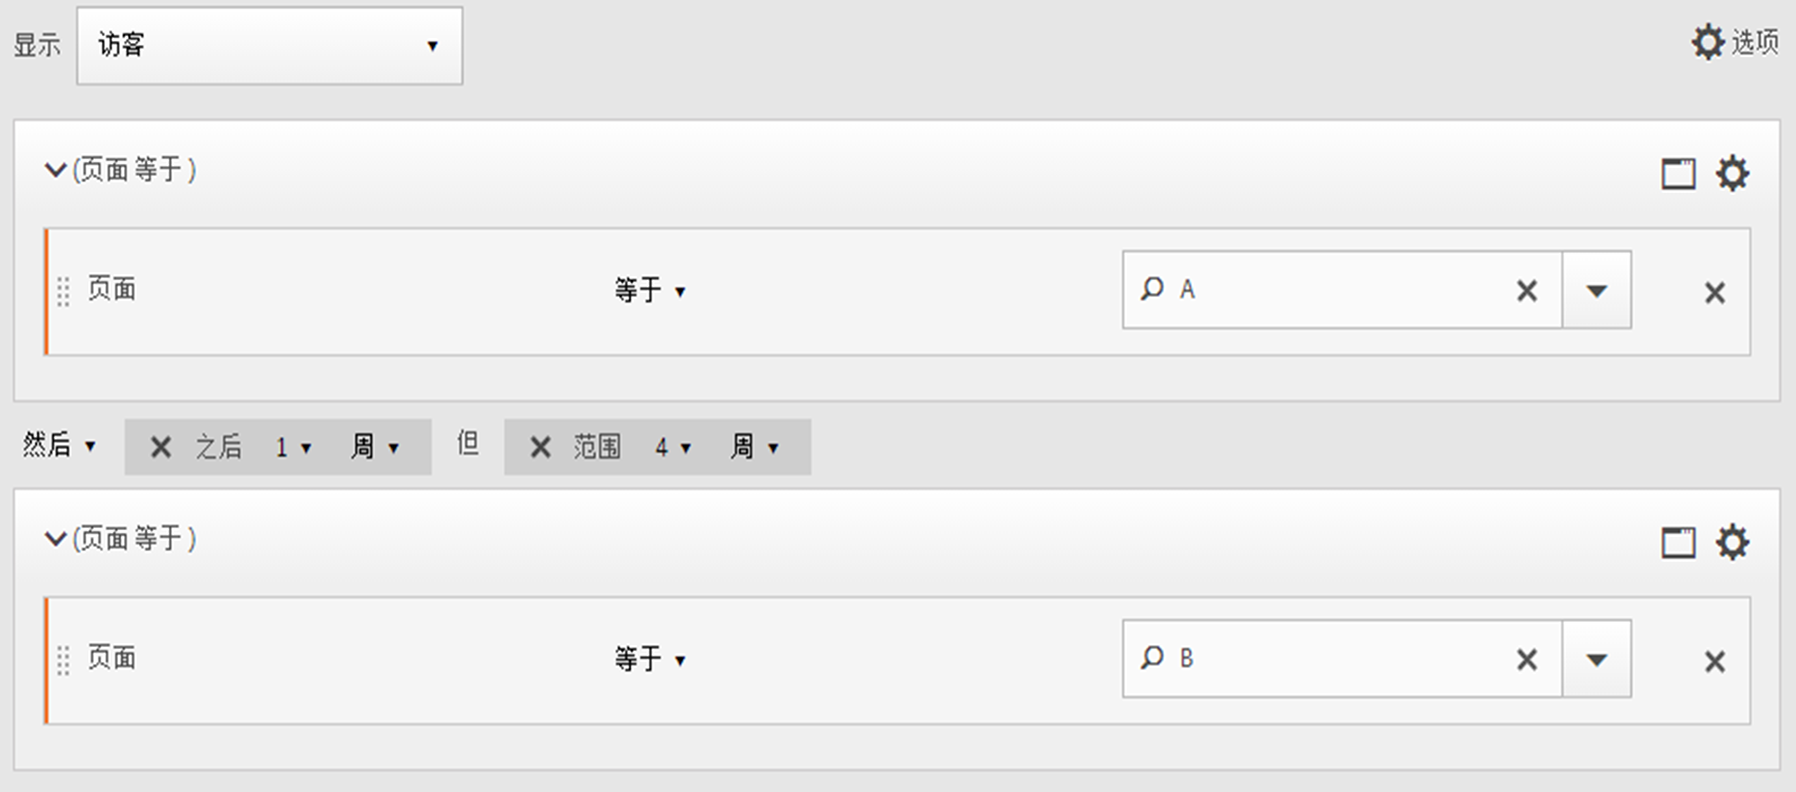 显示 访客 选项
(页面 等于 )
页面 等于 A
然后 之后 1 周 但 范围 4 周
(页面 等于 )
页面 等于 B